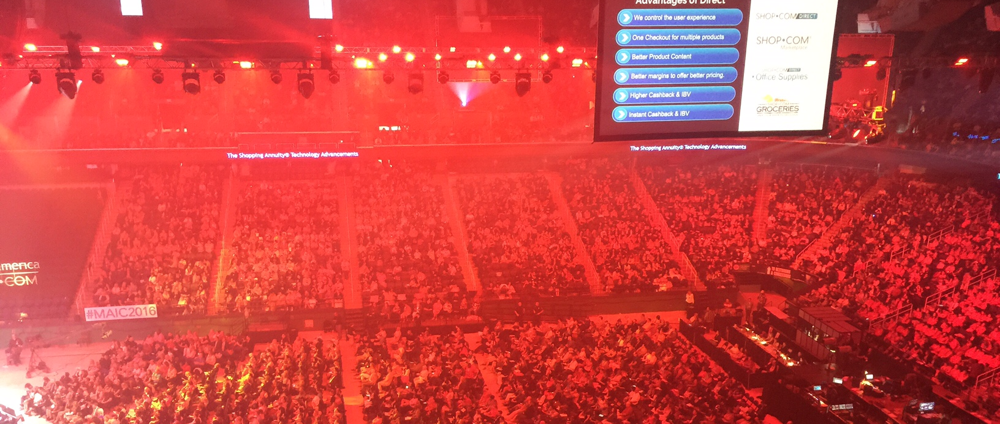 Advantages of Direct
We control the user experience
One Checkout for multiple products
Better Product Content
Better margins to offer better pricing.
Higher Cashback & IBV
Instant Cashback & IBV
SHOP•COM DIRECT
SHOP•COM
Marketplace
DIRECT
• Office Supplies
GROCERIES
The Shopping Annuity® Technology Advancements
The Shopping Annuity® Technology Advancements
merica
•COM
#MAIC2016